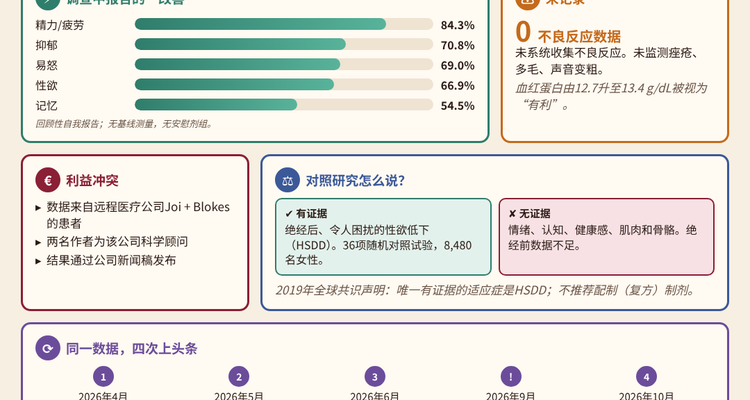 调查中报告的“改善”
精力/疲劳 84.3%
抑郁 70.8%
易怒 69.0%
性欲 66.9%
记忆 54.5%
回顾性自我报告；无基线测量，无安慰剂组。
未记录
0 不良反应数据
未系统收集不良反应。未监测痤疮、
多毛、声音变粗。
血红蛋白由12.7升至13.4 g/dL被视为
“有利”。
€ 利益冲突
▸ 数据来自远程医疗公司Joi + Blokes
的患者
▸ 两名作者为该公司科学顾问
▸ 结果通过公司新闻稿发布
⚖ 对照研究怎么说？
✔ 有证据
绝经后、令人困扰的性欲低下
（HSDD）。36项随机对照试验，8,480
名女性。
✘ 无证据
情绪、认知、健康感、肌肉和骨骼。绝
经前数据不足。
2019年全球共识声明：唯一有证据的适应症是HSDD；不推荐配制（复方）制剂。
⟳ 同一数据，四次上头条
1 2 3 ! 4
2026年4月 2026年5月 2026年6月 2026年9月 2026年10月